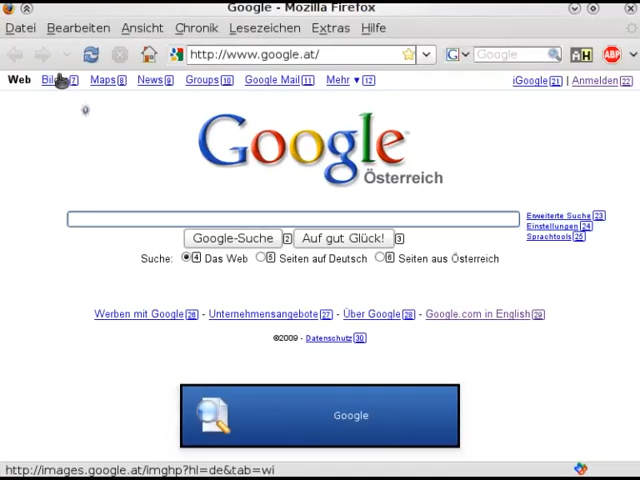 Google - Mozilla Firefox
Datei Bearbeiten Ansicht Chronik Lesezeichen Extras Hilfe
http://www.google.at/ G Google ABP
Web 7 Maps 8 News 9 Groups 10 Google Mail 11 Mehr ▼ 12 iGoogle 21 | Anmelden 22
Google™
Österreich
Erweiterte Suche 23
Einstellungen 24
Sprachtools 25
Google-Suche 2 Auf gut Glück! 3
Suche: 4 Das Web 5 Seiten auf Deutsch 6 Seiten aus Österreich
Werben mit Google 26 - Unternehmensangebote 27 - Über Google 28 - Google.com in English 29
©2009 - Datenschutz 30
Google
http://images.google.at/imghp?hl=de&tab=wi